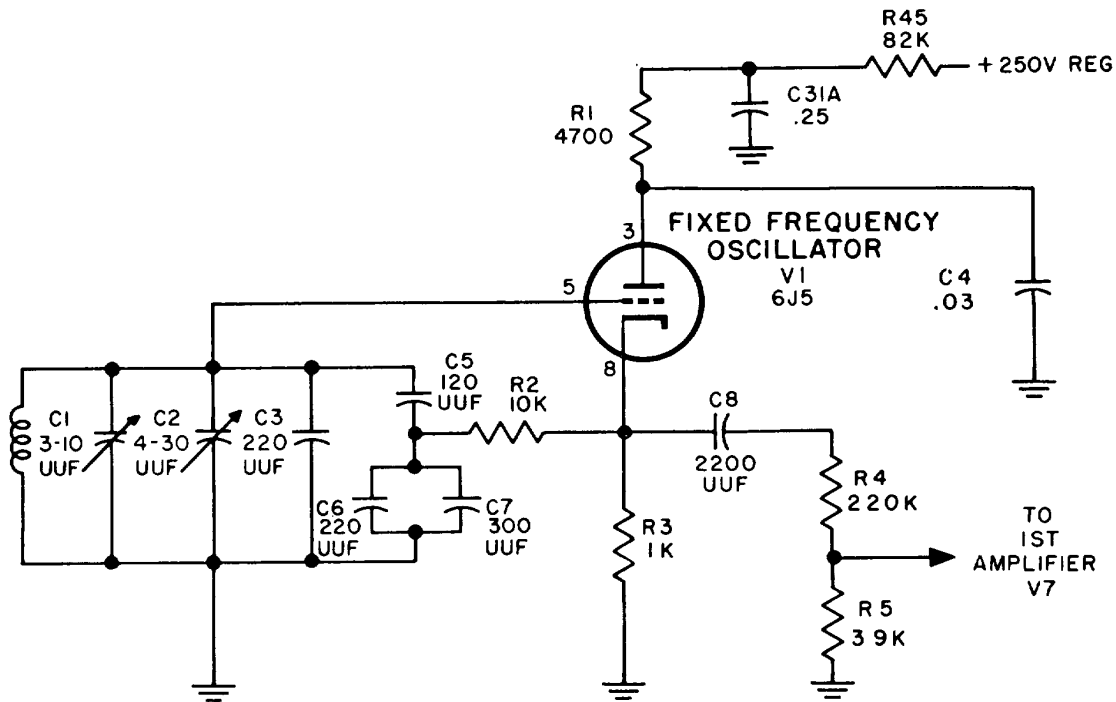 R45
82K
+250V REG
C31A
.25
R1
4700
FIXED FREQUENCY
OSCILLATOR
V1
6J5
3
5
8
C4
.03
C1
3-10
UUF
C2
4-30
UUF
C3
220
UUF
C5
120
UUF
R2
10K
C8
2200
UUF
C6
220
UUF
C7
300
UUF
R3
1K
R4
220K
TO
1ST
AMPLIFIER
V7
R5
39K